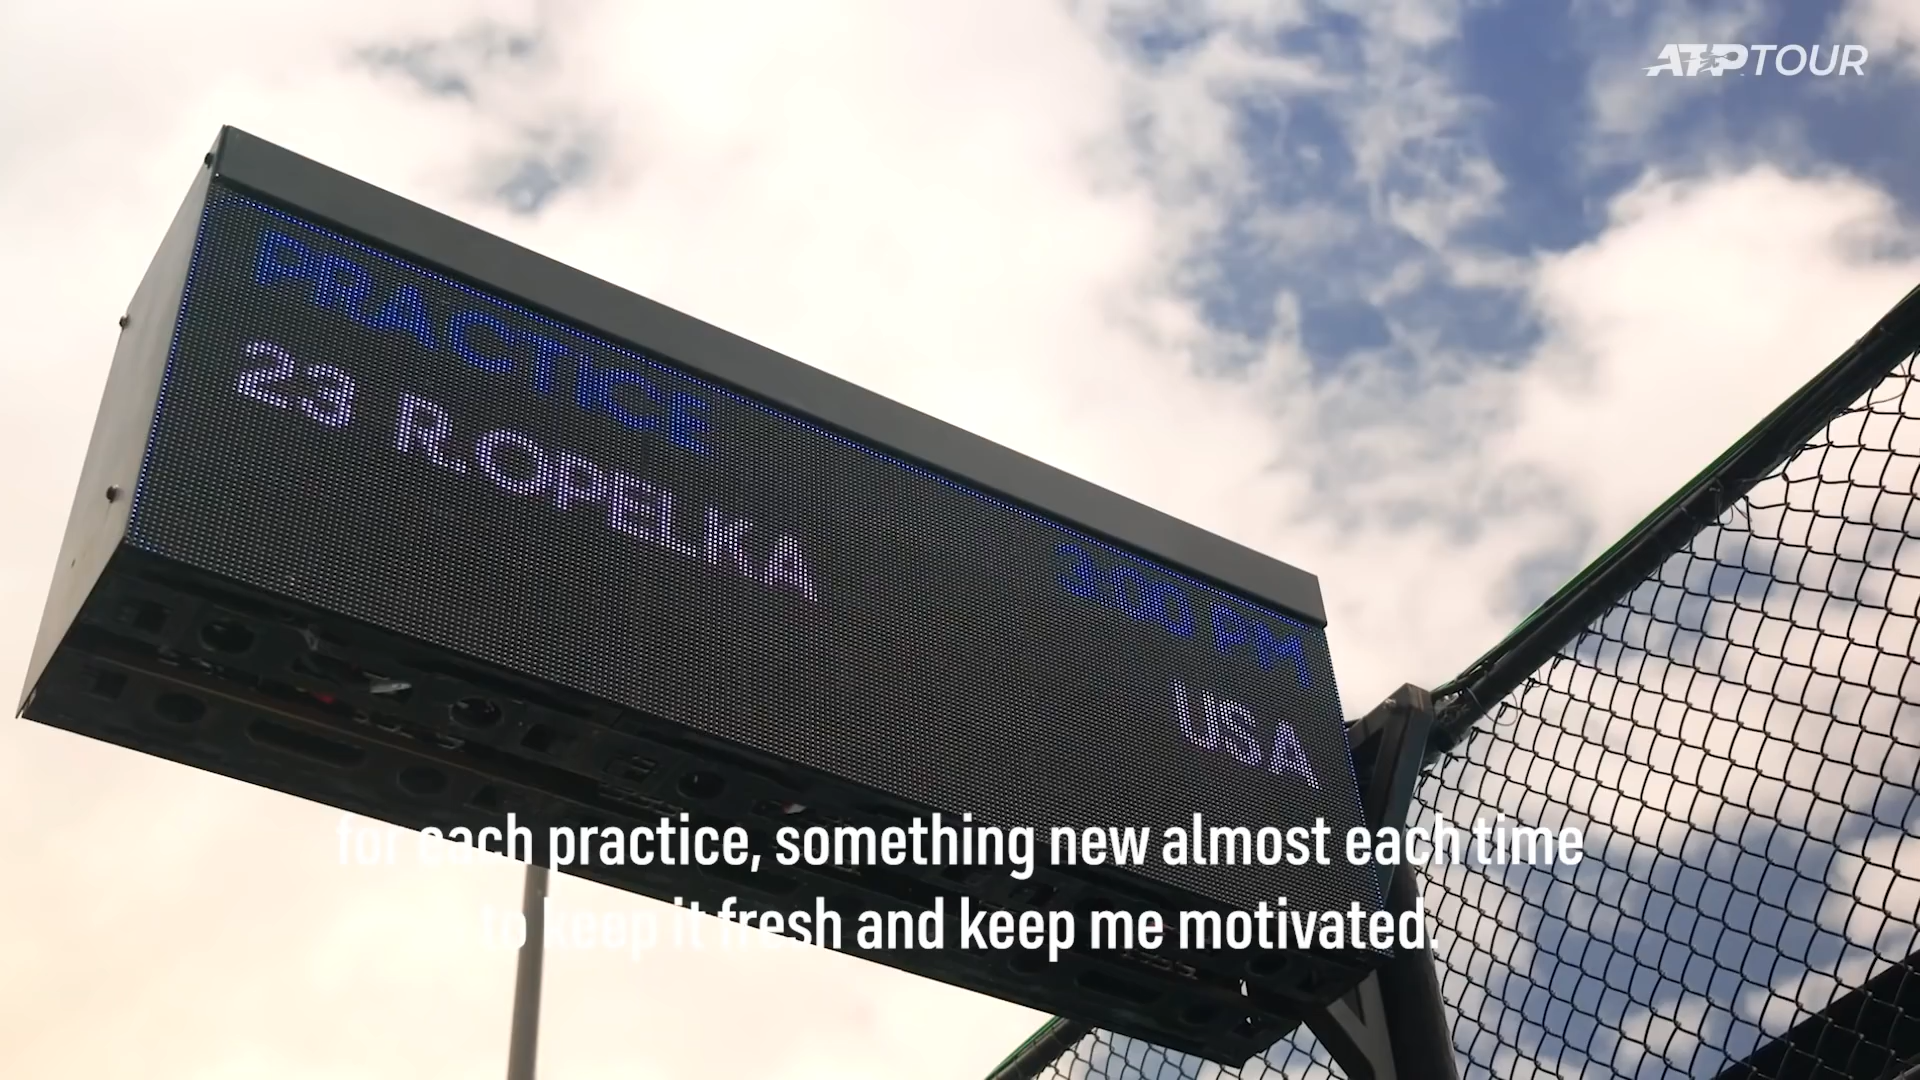 ATPTOUR
PRACTICE 3:00 PM
23 R.OPELKA USA
for each practice, something new almost each time
to keep it fresh and keep me motivated.